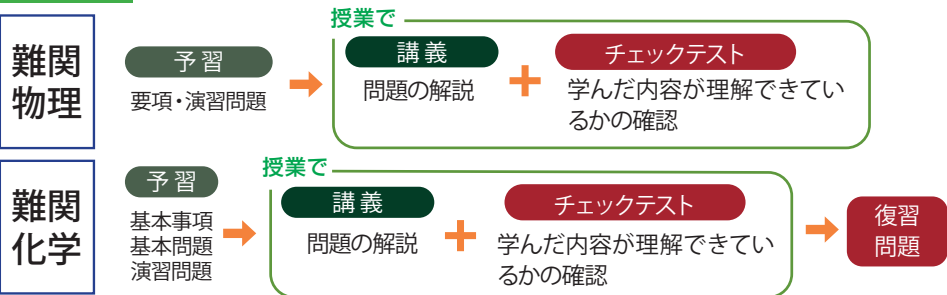 難関
物理
予習
要項・演習問題
授業で
講義
問題の解説
チェックテスト
学んだ内容が理解できてい
るかの確認
難関
化学
予習
基本事項
基本問題
演習問題
授業で
講義
問題の解説
チェックテスト
学んだ内容が理解できてい
るかの確認
復習
問題